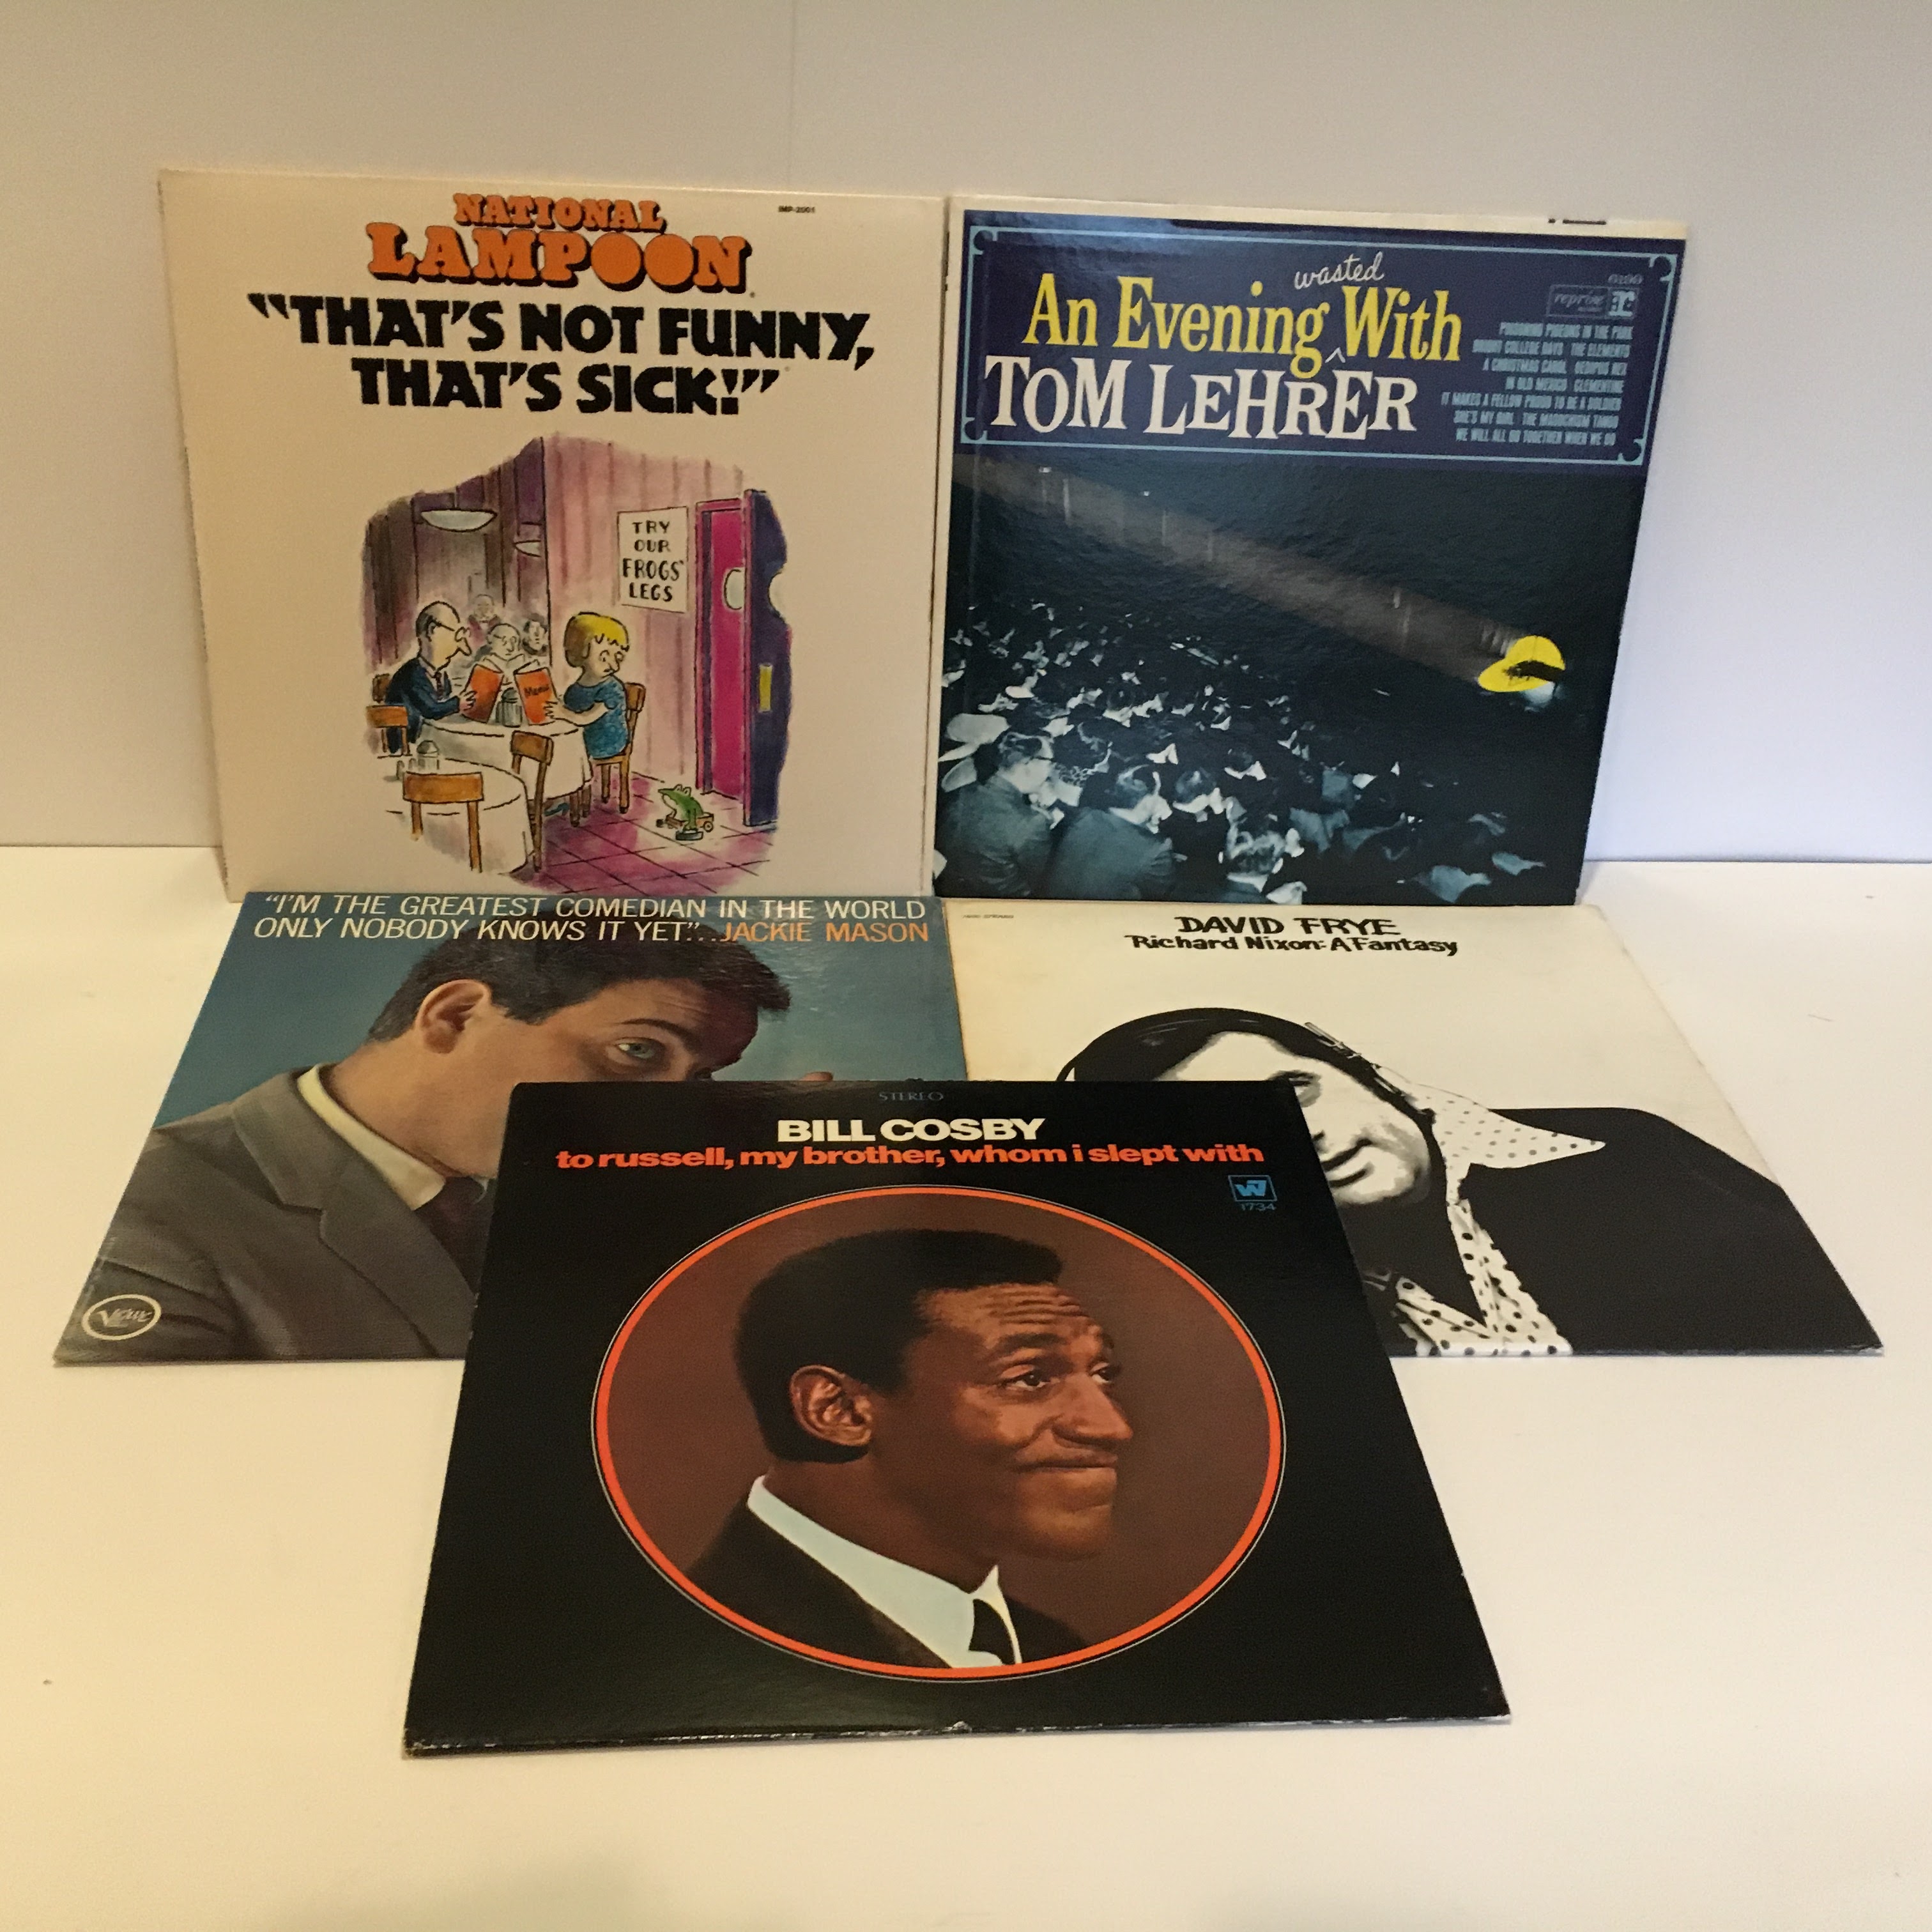 NATIONAL
LAMPOON
"THAT'S NOT FUNNY,
THAT'S SICK!"
IMP-2001
TRY
OUR
FROGS'
LEGS
MENU
wasted
An Evening ^ With
TOM LEHRER
6199
reprise
POISONING PIGEONS IN THE PARK
BRIGHT COLLEGE DAYS THE ELEMENTS
A CHRISTMAS CAROL OEDIPUS REX
IN OLD MEXICO CLEMENTINE
IT MAKES A FELLOW PROUD TO BE A SOLDIER
SHE'S MY GIRL THE MASOCHISM TANGO
WE WILL ALL GO TOGETHER WHEN WE GO
"I'M THE GREATEST COMEDIAN IN THE WORLD
ONLY NOBODY KNOWS IT YET"...JACKIE MASON
VERVE
DAVID FRYE
Richard Nixon: A Fantasy
STEREO
BILL COSBY
to russell, my brother, whom i slept with
W7
1734